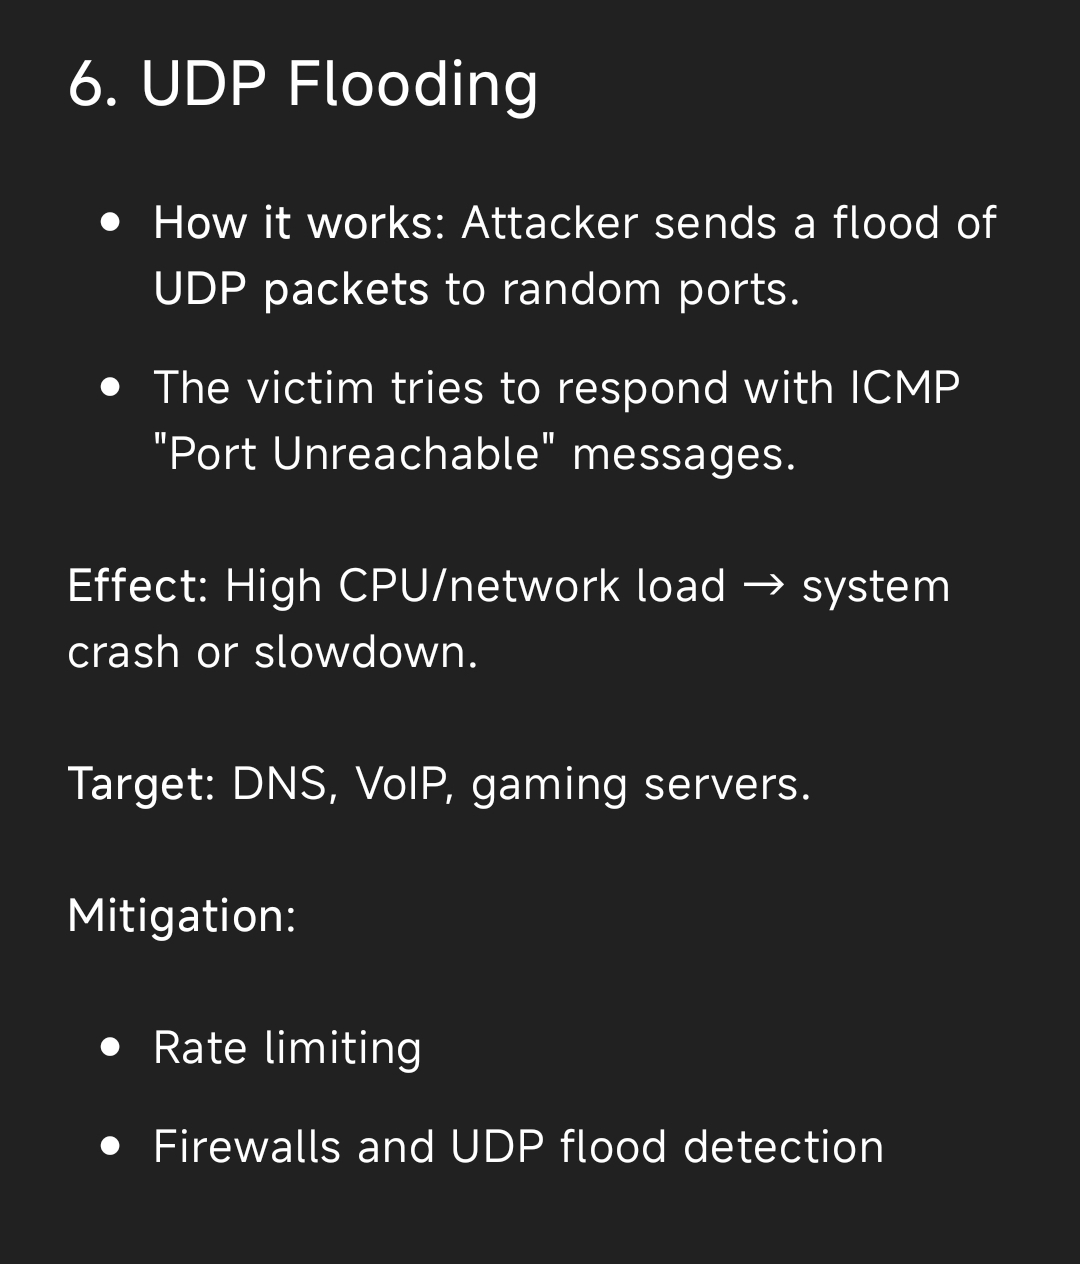 6. UDP Flooding
• How it works: Attacker sends a flood of
UDP packets to random ports.
• The victim tries to respond with ICMP
"Port Unreachable" messages.
Effect: High CPU/network load → system
crash or slowdown.
Target: DNS, VoIP, gaming servers.
Mitigation:
• Rate limiting
• Firewalls and UDP flood detection